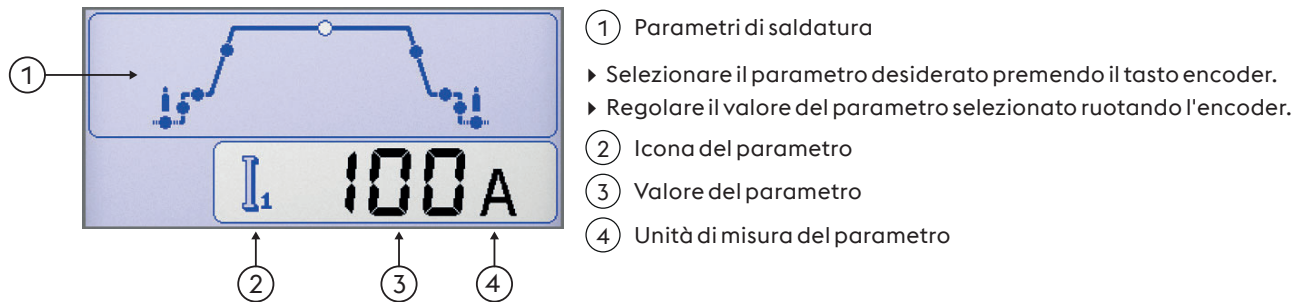 1 Parametri di saldatura
1
▸ Selezionare il parametro desiderato premendo il tasto encoder.
▸ Regolare il valore del parametro selezionato ruotando l'encoder.
2 Icona del parametro
I1 100 A
3 Valore del parametro
4 Unità di misura del parametro
2 3 4